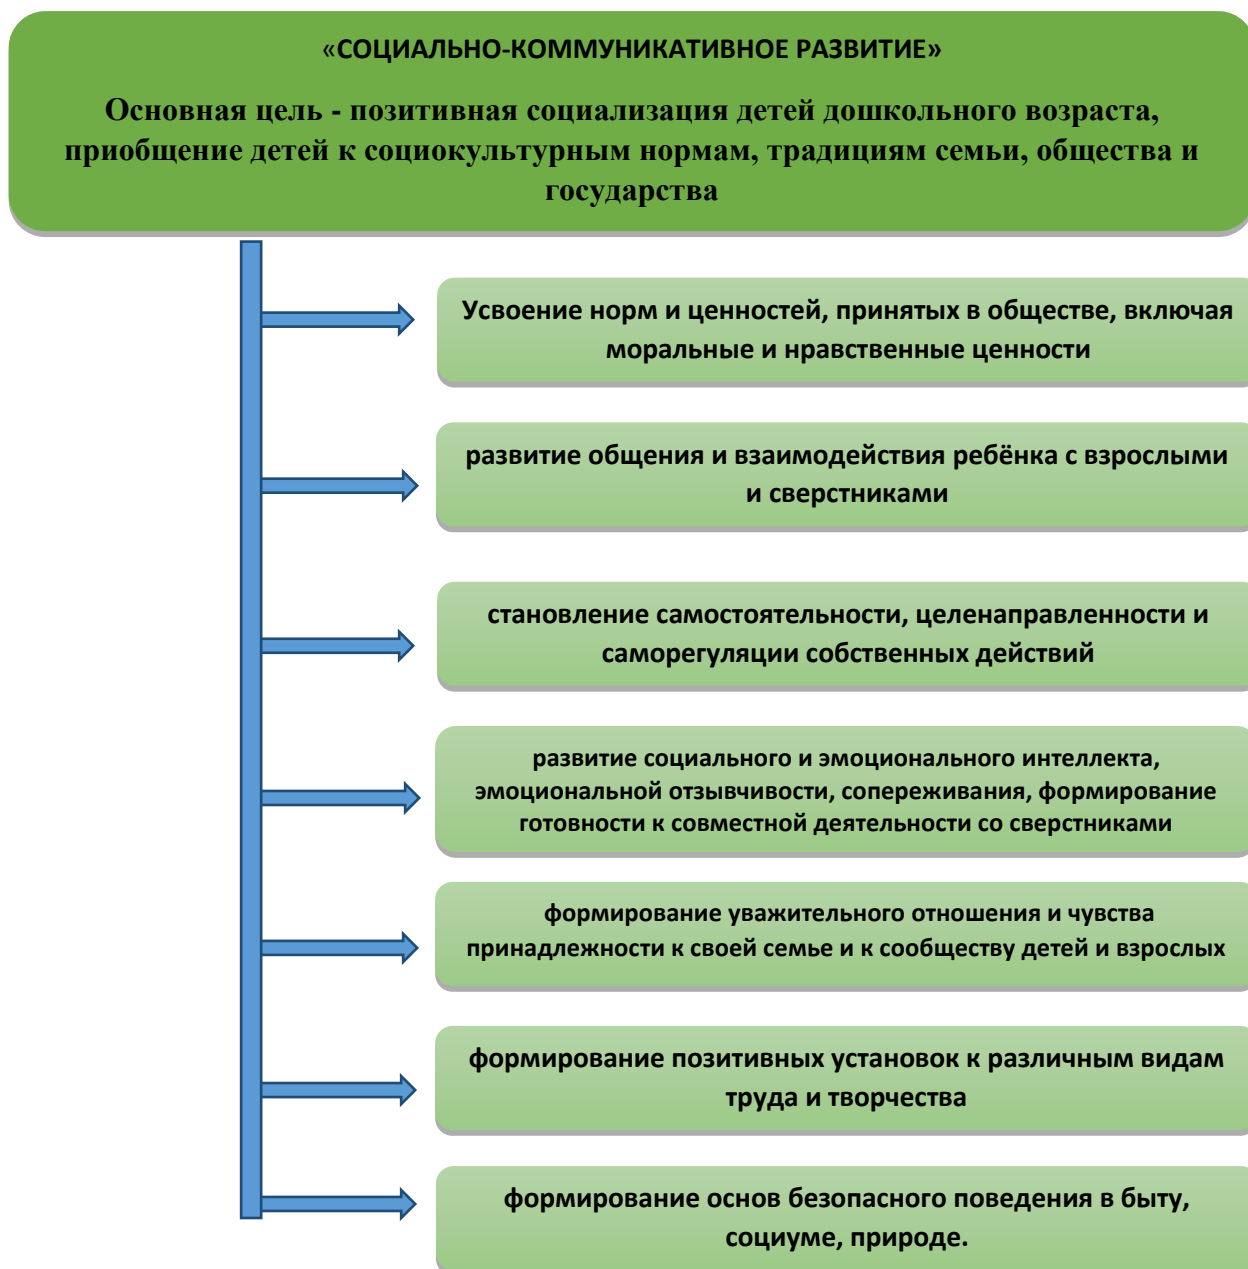 «СОЦИАЛЬНО-КОММУНИКАТИВНОЕ РАЗВИТИЕ»
Основная цель - позитивная социализация детей дошкольного возраста,
приобщение детей к социокультурным нормам, традициям семьи, общества и
государства
Усвоение норм и ценностей, принятых в обществе, включая
моральные и нравственные ценности
развитие общения и взаимодействия ребёнка с взрослыми
и сверстниками
становление самостоятельности, целенаправленности и
саморегуляции собственных действий
развитие социального и эмоционального интеллекта,
эмоциональной отзывчивости, сопереживания, формирование
готовности к совместной деятельности со сверстниками
формирование уважительного отношения и чувства
принадлежности к своей семье и к сообществу детей и взрослых
формирование позитивных установок к различным видам
труда и творчества
формирование основ безопасного поведения в быту,
социуме, природе.